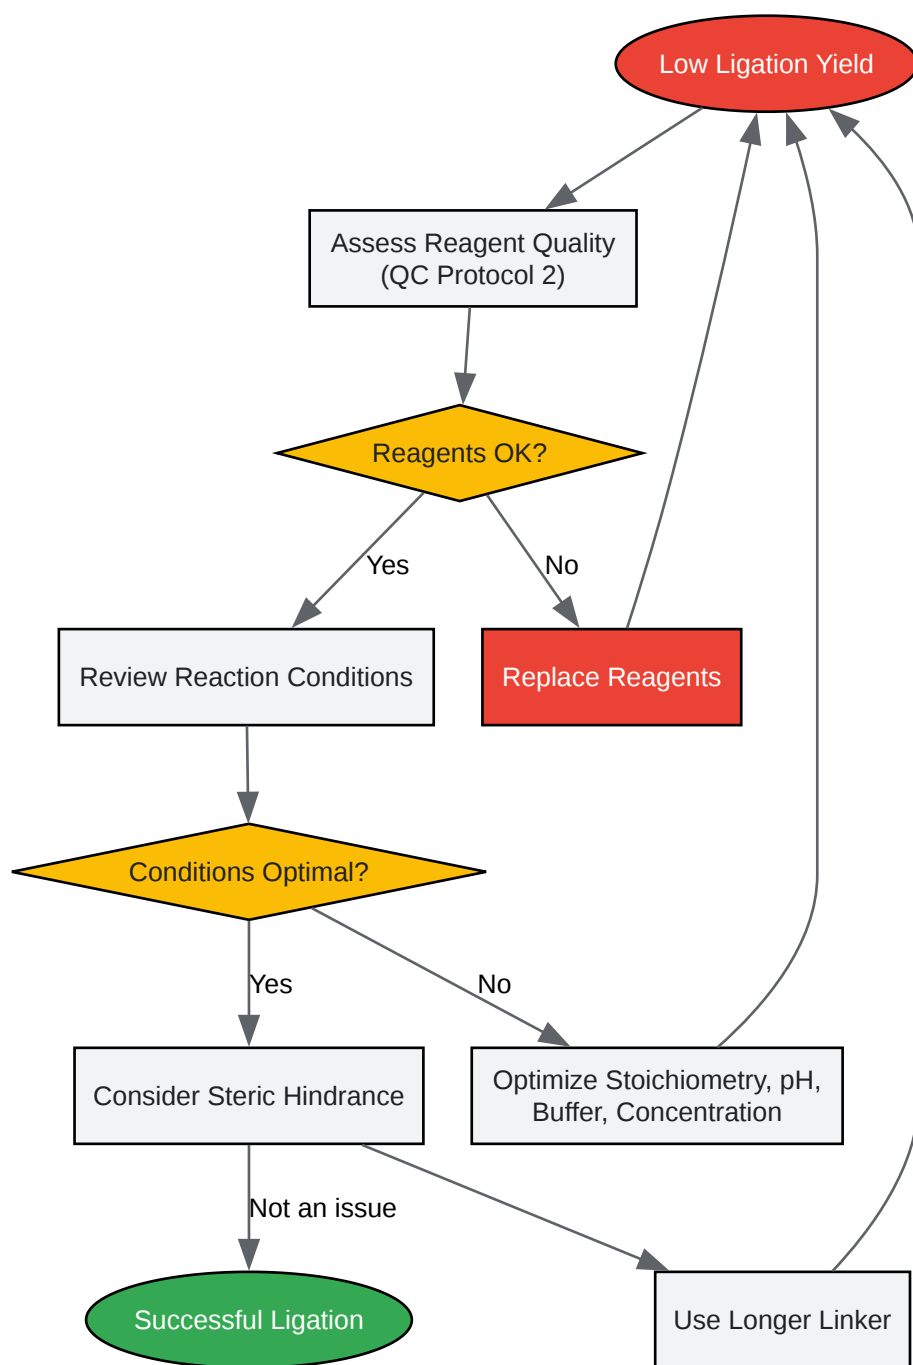 Low Ligation Yield
Assess Reagent Quality
(QC Protocol 2)
Reagents OK?
Yes
No
Review Reaction Conditions
Replace Reagents
Conditions Optimal?
Yes
No
Consider Steric Hindrance
Optimize Stoichiometry, pH,
Buffer, Concentration
Not an issue
Successful Ligation
Use Longer Linker